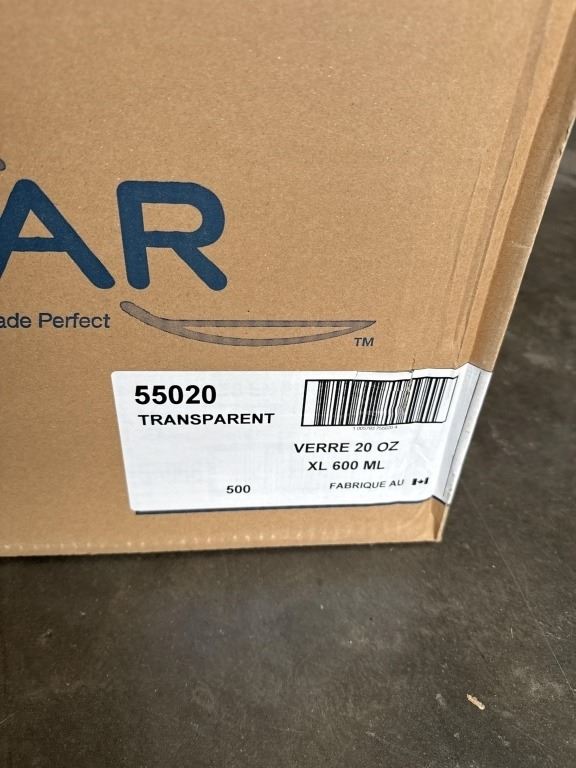 AR
ade Perfect
TM
55020
TRANSPARENT
VERRE 20 OZ
XL 600 ML
500
FABRIQUE AU